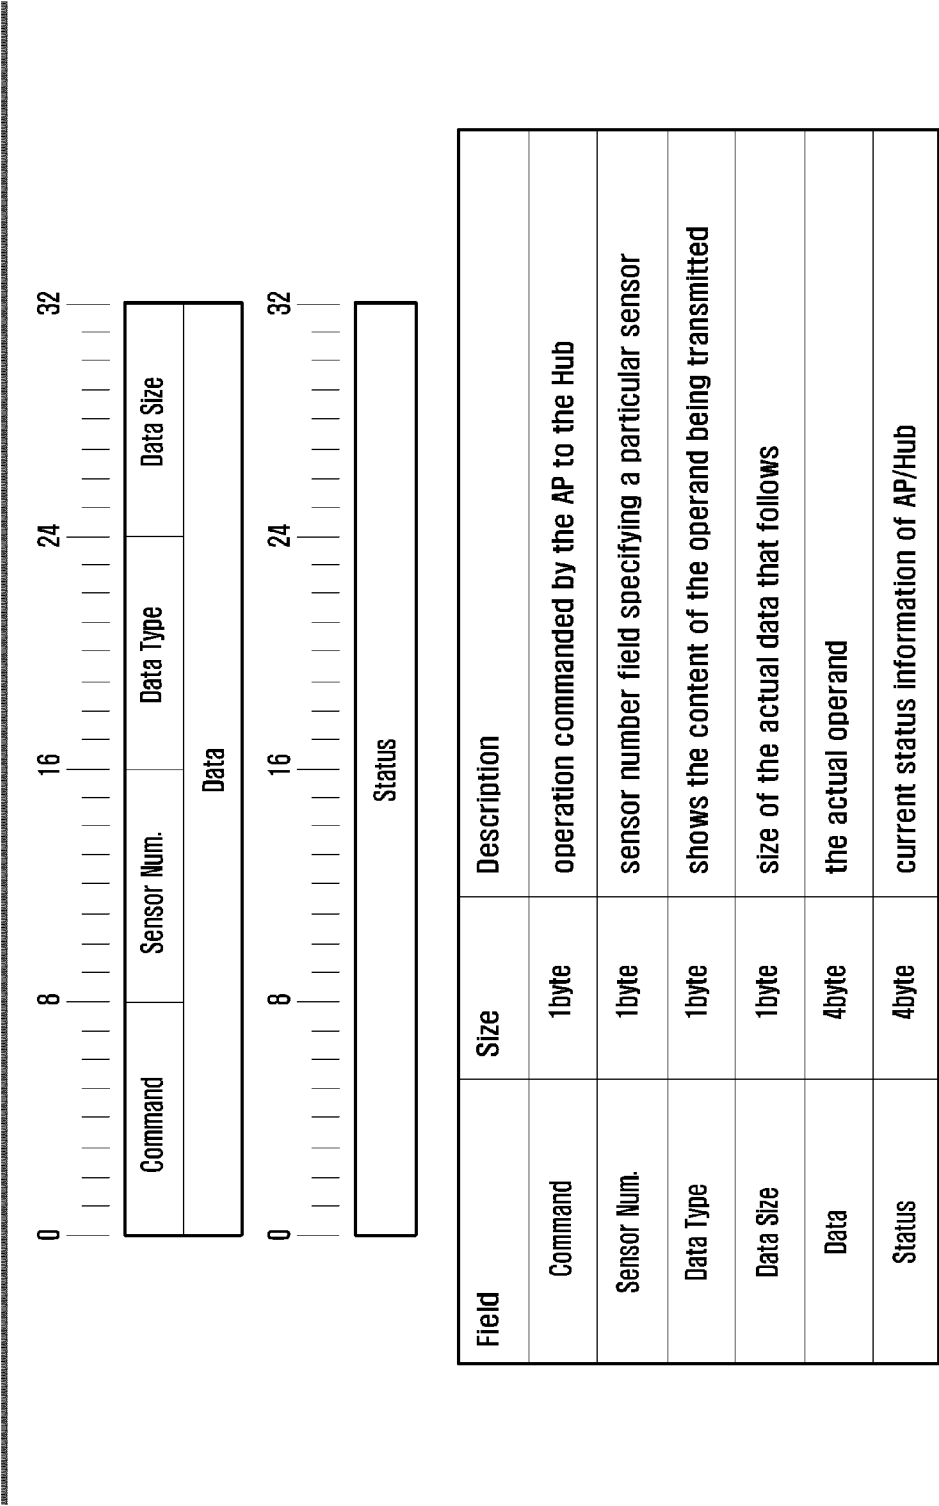 0 8 16 24 32
Command Sensor Num. Data Type Data Size
Data
0 8 16 24 32
Status
Field Size Description
Command 1byte operation commanded by the AP to the Hub
Sensor Num. 1byte sensor number field specifying a particular sensor
Data Type 1byte shows the content of the operand being transmitted
Data Size 1byte size of the actual data that follows
Data 4byte the actual operand
Status 4byte current status information of AP/Hub